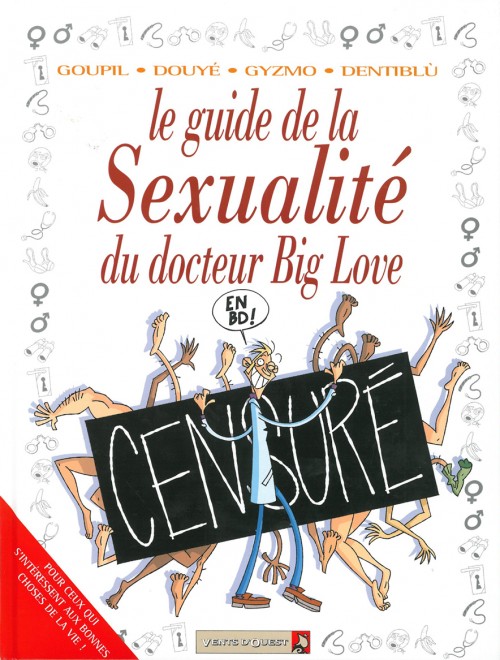 GOUPIL • DOUYÉ • GYZMO • DENTIBLÙ
le guide de la
Sexualité
du docteur Big Love
EN
BD!
CENSURÉ
POUR CEUX QUI
S'INTÉRESSENT AUX BONNES
CHOSES DE LA VIE !
VENTS D'OUEST